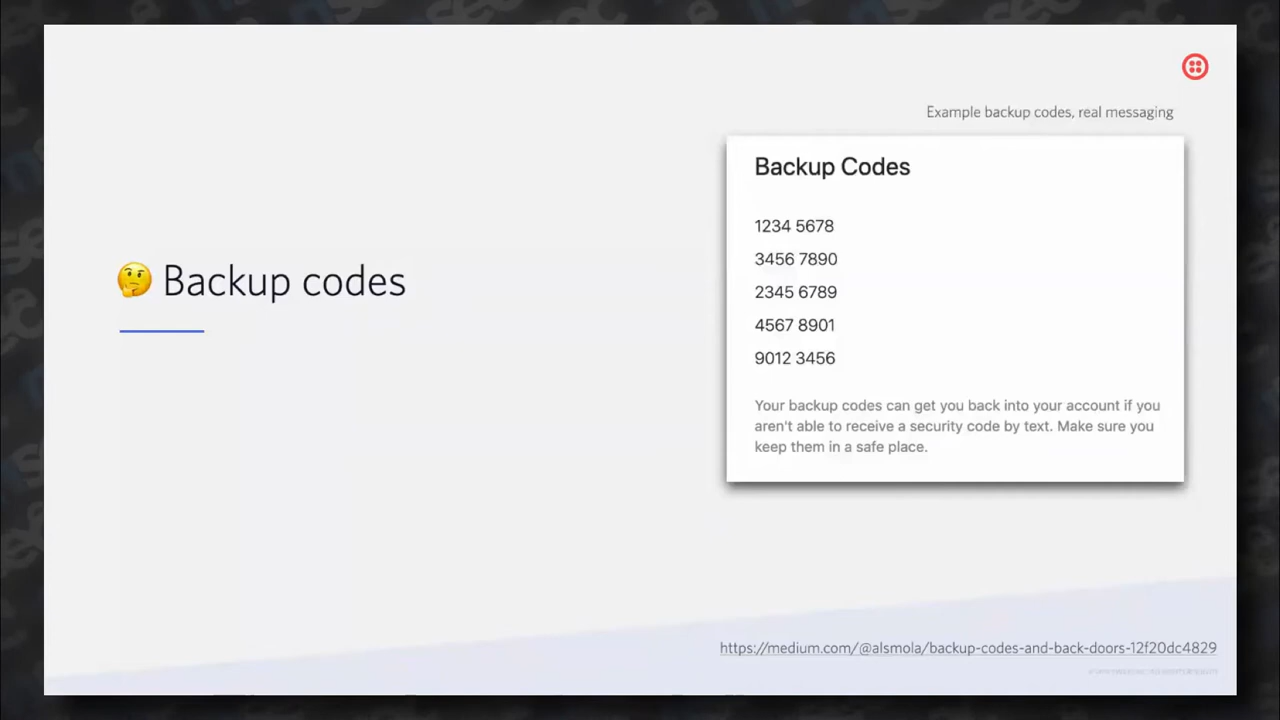 Example backup codes, real messaging
Backup Codes
1234 5678
3456 7890
2345 6789
4567 8901
9012 3456
Your backup codes can get you back into your account if you
aren't able to receive a security code by text. Make sure you
keep them in a safe place.
🤔 Backup codes
https://medium.com/@alsmola/backup-codes-and-back-doors-12f20dc4829